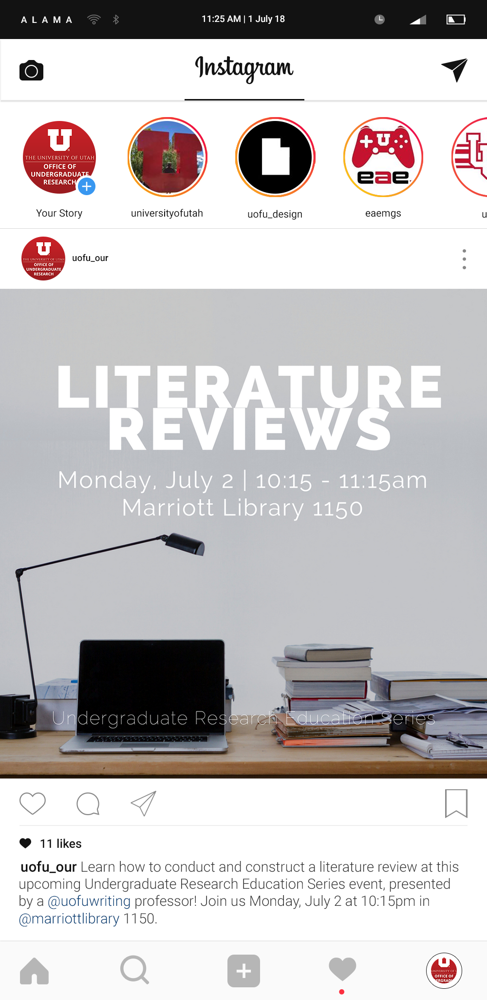 ALAMA
11:25 AM | 1 July 18
Instagram
U
THE UNIVERSITY OF UTAH
OFFICE OF
UNDERGRADUATE
RESEARCH
U
eae
U
Your Story
universityofutah
uofu_design
eaemgs
u
U
THE UNIVERSITY OF UTAH
OFFICE OF
UNDERGRADUATE
RESEARCH
uofu_our
LITERATURE
REVIEWS
Monday, July 2 | 10:15 - 11:15am
Marriott Library 1150
Undergraduate Research Education Series
11 likes
uofu_our Learn how to conduct and construct a literature review at this
upcoming Undergraduate Research Education Series event, presented
by a @uofuwriting professor! Join us Monday, July 2 at 10:15pm in
@marriottlibrary 1150.
U
UNIVERSITY OF U
OFFICE OF
ERGRADU